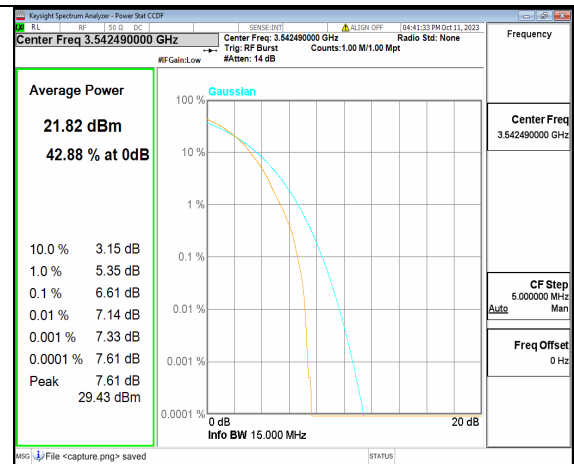 Keysight Spectrum Analyzer - Power Stat CCDF
RL RF 50 Ω DC SENSE:INT ALIGN OFF 04:41:33 PM Oct 11, 2023
Center Freq 3.542490000 GHz
Center Freq: 3.542490000 GHz Radio Std: None
Trig: RF Burst Counts:1.00 M/1.00 Mpt
#IFGain:Low #Atten: 14 dB
Frequency
Average Power
21.82 dBm
42.88 % at 0dB
10.0 % 3.15 dB
1.0 % 5.35 dB
0.1 % 6.61 dB
0.01 % 7.14 dB
0.001 % 7.33 dB
0.0001 % 7.61 dB
Peak 7.61 dB
29.43 dBm
Gaussian
100 %
10 %
1 %
0.1 %
0.01 %
0.001 %
0.0001 %
0 dB 20 dB
Info BW 15.000 MHz
Center Freq
3.542490000 GHz
CF Step
5.000000 MHz
Auto Man
Freq Offset
0 Hz
MSG File <capture.png> saved STATUS